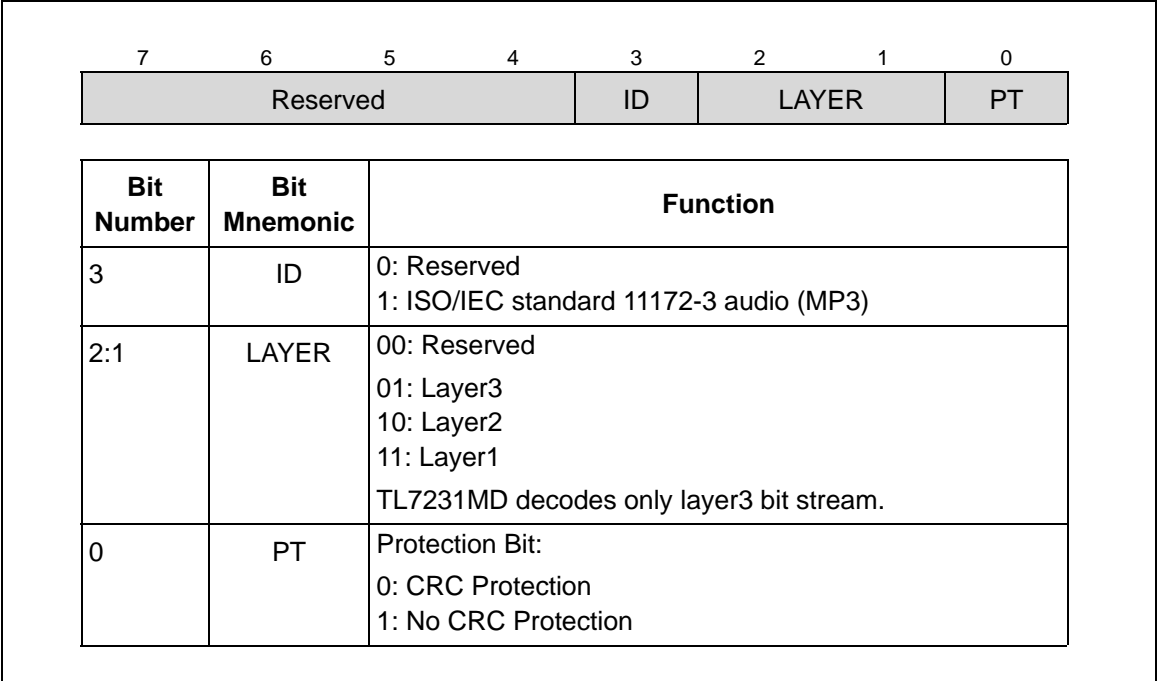 7 6 5 4 3 2 1 0
Reserved ID LAYER PT
Bit Number Bit Mnemonic Function
3 ID 0: Reserved
1: ISO/IEC standard 11172-3 audio (MP3)
2:1 LAYER 00: Reserved
01: Layer3
10: Layer2
11: Layer1
TL7231MD decodes only layer3 bit stream.
0 PT Protection Bit:
0: CRC Protection
1: No CRC Protection